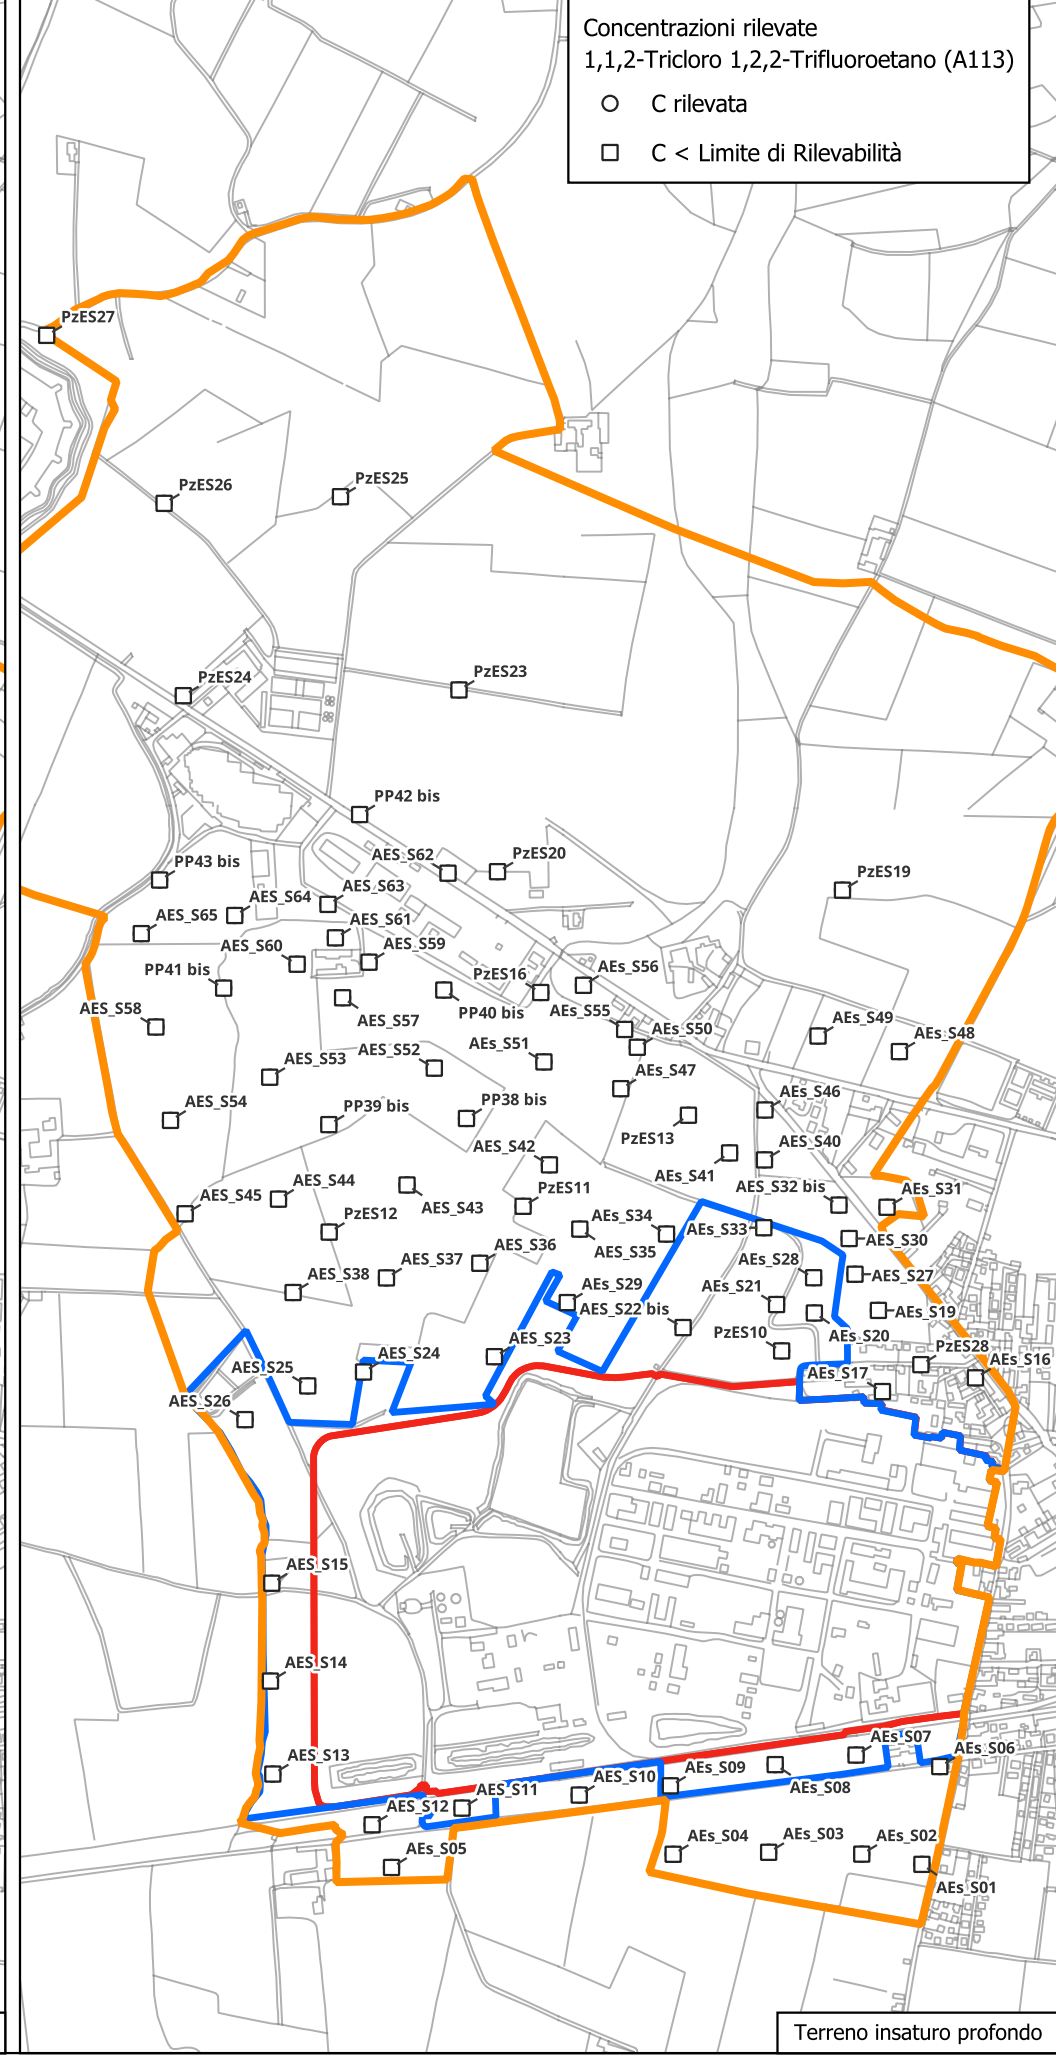 Concentrazioni rilevate
1,1,2-Tricloro 1,2,2-Trifluoroetano (A113)
C rilevata
C < Limite di Rilevabilità
PzES27
PzES26
PzES25
PzES24
PzES23
PP42 bis
AES_S62
PzES20
PP43 bis
PzES19
AES_S63
AES_S64
AES_S65
AES_S61
AES_S60
AES_S59
PP41 bis
PzES16
AEs_S56
AES_S58
AES_S57
PP40 bis
AEs_S55
AEs_S49
AEs_S50
AEs_S48
AES_S53
AES_S52
AEs_S51
AEs_S47
AEs_S46
AES_S54
PP39 bis
PP38 bis
PzES13
AEs_S40
AES_S42
AEs_S41
AES_S44
AES_S32 bis
AES_S45
AES_S43
PzES11
AEs_S31
PzES12
AEs_S34
AEs_S33
AES_S35
AES_S30
AES_S36
AES_S37
AES_S28
AES_S27
AES_S38
AEs_S29
AES_S21
AES_S22 bis
AEs_S19
AES_S23
PzES10
AEs_S20
AES_S24
PzES28
AEs_S16
AES_S25
AES_S17
AES_S26
AES_S15
AES_S14
AES_S13
AEs_S07
AEs_S06
AEs_S09
AES_S10
AES_S11
AEs_S08
AES_S12
AEs_S05
AEs_S04
AEs_S03
AEs_S02
AEs_S01
Terreno insaturo profondo